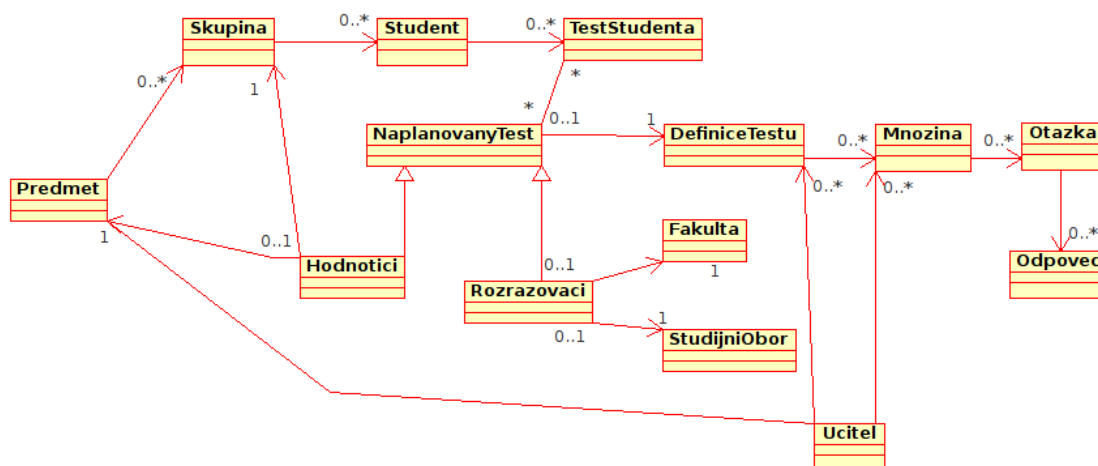 Skupina
0..*
Student
0..*
TestStudenta
0..*
1
*
*
0..1
NaplanovanyTest
1
DefiniceTestu
0..*
Mnozina
0..*
Otazka
Predmet
1
0..*
0..*
0..1
Hodnotici
Fakulta
1
0..*
Odpoved
0..1
Rozrazovaci
0..1
1
StudijniObor
Ucitel